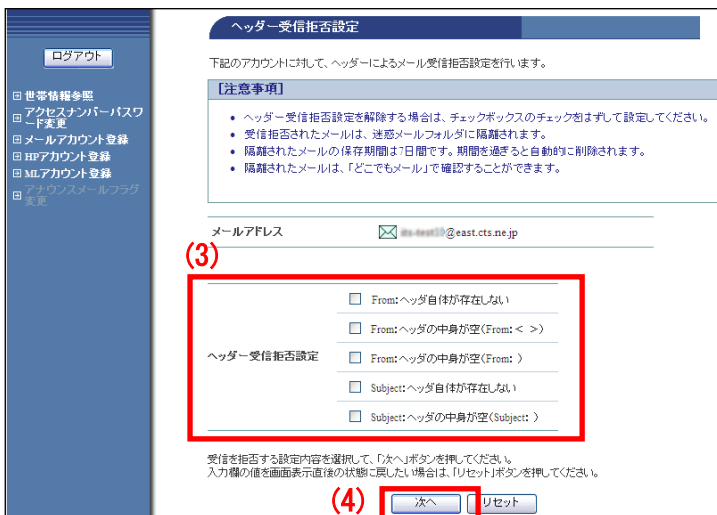 ヘッダー受信拒否設定
ログアウト
下記のアカウントに対して、ヘッダーによるメール受信拒否設定を行います。
世帯情報参照
アクセスナンバーパスワ
ード変更
メールアカウント登録
HPアカウント登録
MLアカウント登録
アナウンスメールフラグ
変更
[注意事項]
• ヘッダー受信拒否設定を解除する場合は、チェックボックスのチェックをはずして設定してください。
• 受信拒否されたメールは、迷惑メールフォルダに隔離されます。
• 隔離されたメールの保存期間は7日間です。期間を過ぎると自動的に削除されます。
• 隔離されたメールは、「どこでもメール」で確認することができます。
メールアドレス
@east.cts.ne.jp
(3)
ヘッダー受信拒否設定
From:ヘッダ自体が存在しない
From:ヘッダの中身が空(From: < >)
From:ヘッダの中身が空(From: )
Subject:ヘッダ自体が存在しない
Subject:ヘッダの中身が空(Subject: )
受信を拒否する設定内容を選択して、「次へ」ボタンを押してください。
入力欄の値を画面表示直後の状態に戻したい場合は、「リセット」ボタンを押してください。
(4)
次へ
リセット